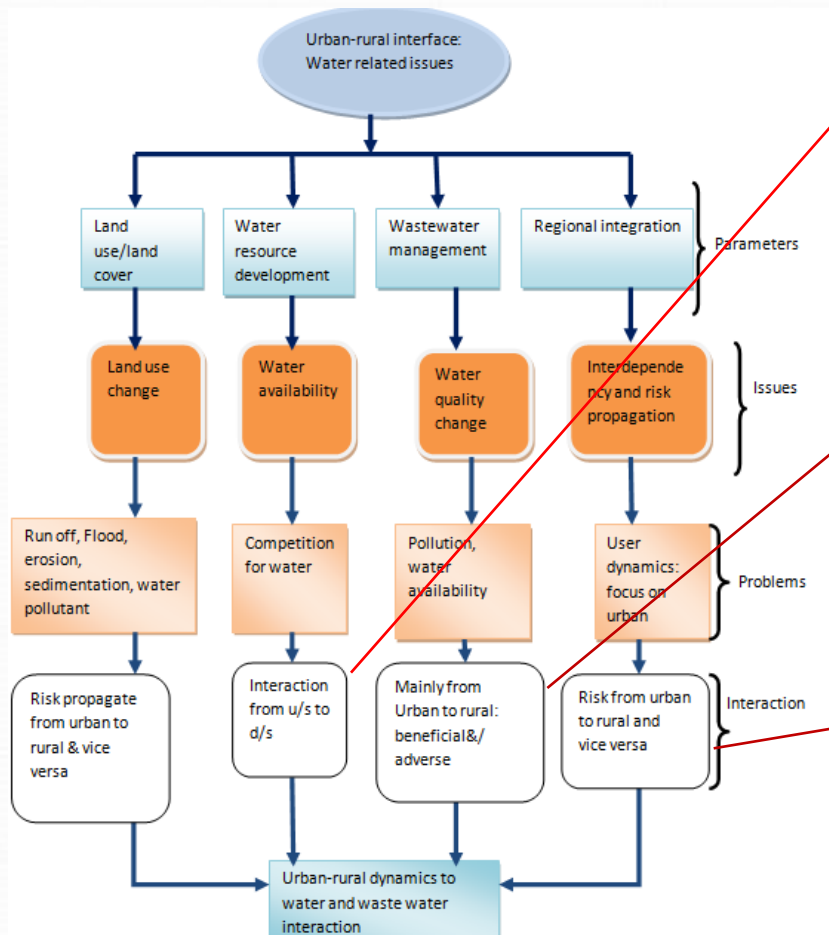 Urban-rural interface:
Water related issues
Land
use/land
cover
Water
resource
development
Wastewater
management
Regional integration
Parameters
Land use
change
Water
availability
Water
quality
change
Interdepende
ncy and risk
propagation
Issues
Run off, Flood,
erosion,
sedimentation, water
pollutant
Competition
for water
Pollution,
water
availability
User
dynamics:
focus on
urban
Problems
Risk propagate
from urban to
rural & vice
versa
Interaction
from u/s to
d/s
Mainly from
Urban to rural:
beneficial&/
adverse
Risk from urban
to rural and
vice versa
Interaction
Urban-rural dynamics to
water and waste water
interaction